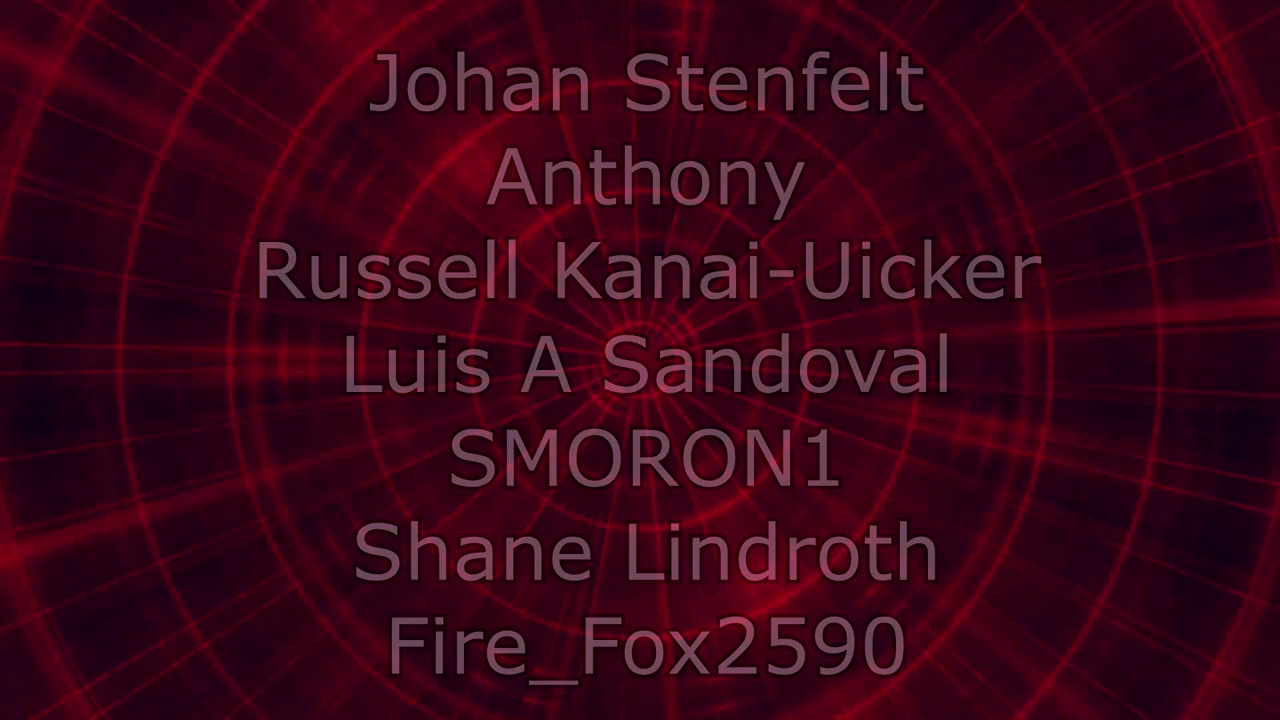 Johan Stenfelt
Anthony
Russell Kanai-Uicker
Luis A Sandoval
SMORON1
Shane Lindroth
Fire_Fox2590